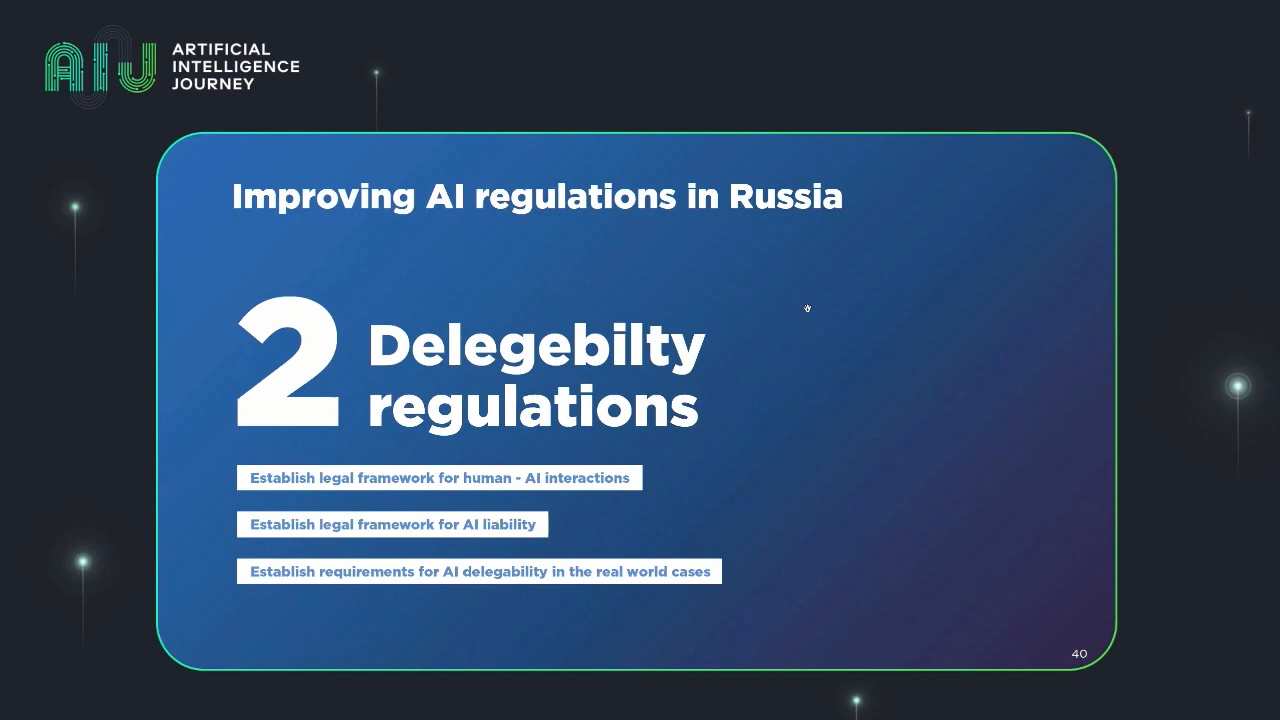 AIJ
ARTIFICIAL
INTELLIGENCE
JOURNEY
Improving AI regulations in Russia
2
Delegebilty
regulations
Establish legal framework for human - AI interactions
Establish legal framework for AI liability
Establish requirements for AI delegability in the real world cases
40